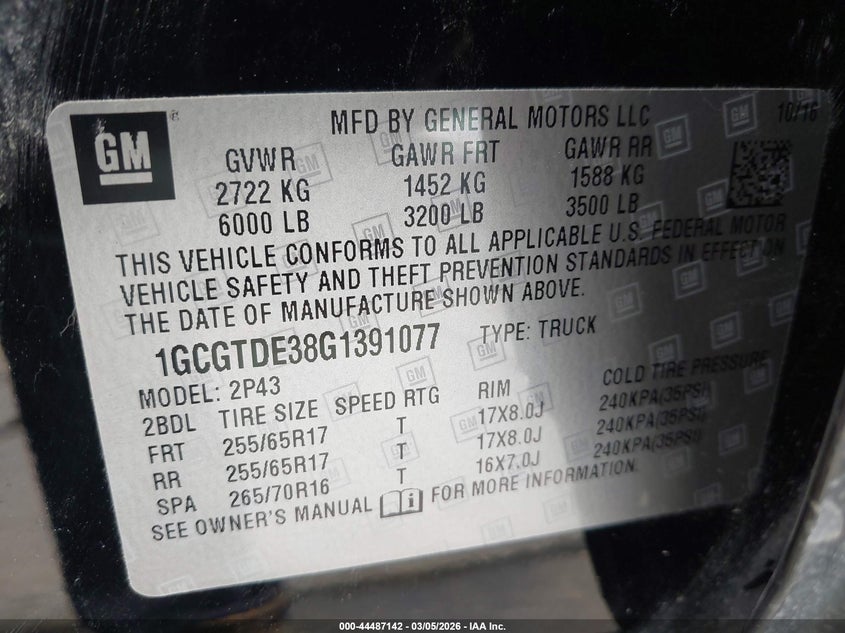 GM
MFD BY GENERAL MOTORS LLC 10/16
GVWR GAWR FRT GAWR RR
2722 KG 1452 KG 1588 KG
6000 LB 3200 LB 3500 LB
THIS VEHICLE CONFORMS TO ALL APPLICABLE U.S. FEDERAL MOTOR
VEHICLE SAFETY AND THEFT PREVENTION STANDARDS IN EFFECT ON
THE DATE OF MANUFACTURE SHOWN ABOVE.
1GCGTDE38G1391077 TYPE: TRUCK
MODEL: 2P43
2BDL TIRE SIZE SPEED RTG RIM COLD TIRE PRESSURE
FRT 255/65R17 T 17X8.0J 240KPA(35PSI)
RR 255/65R17 T 17X8.0J 240KPA(35PSI)
SPA 265/70R16 T 16X7.0J 240KPA(35PSI)
SEE OWNER'S MANUAL FOR MORE INFORMATION.
000-44487142 — 03/05/2026 — IAA Inc.